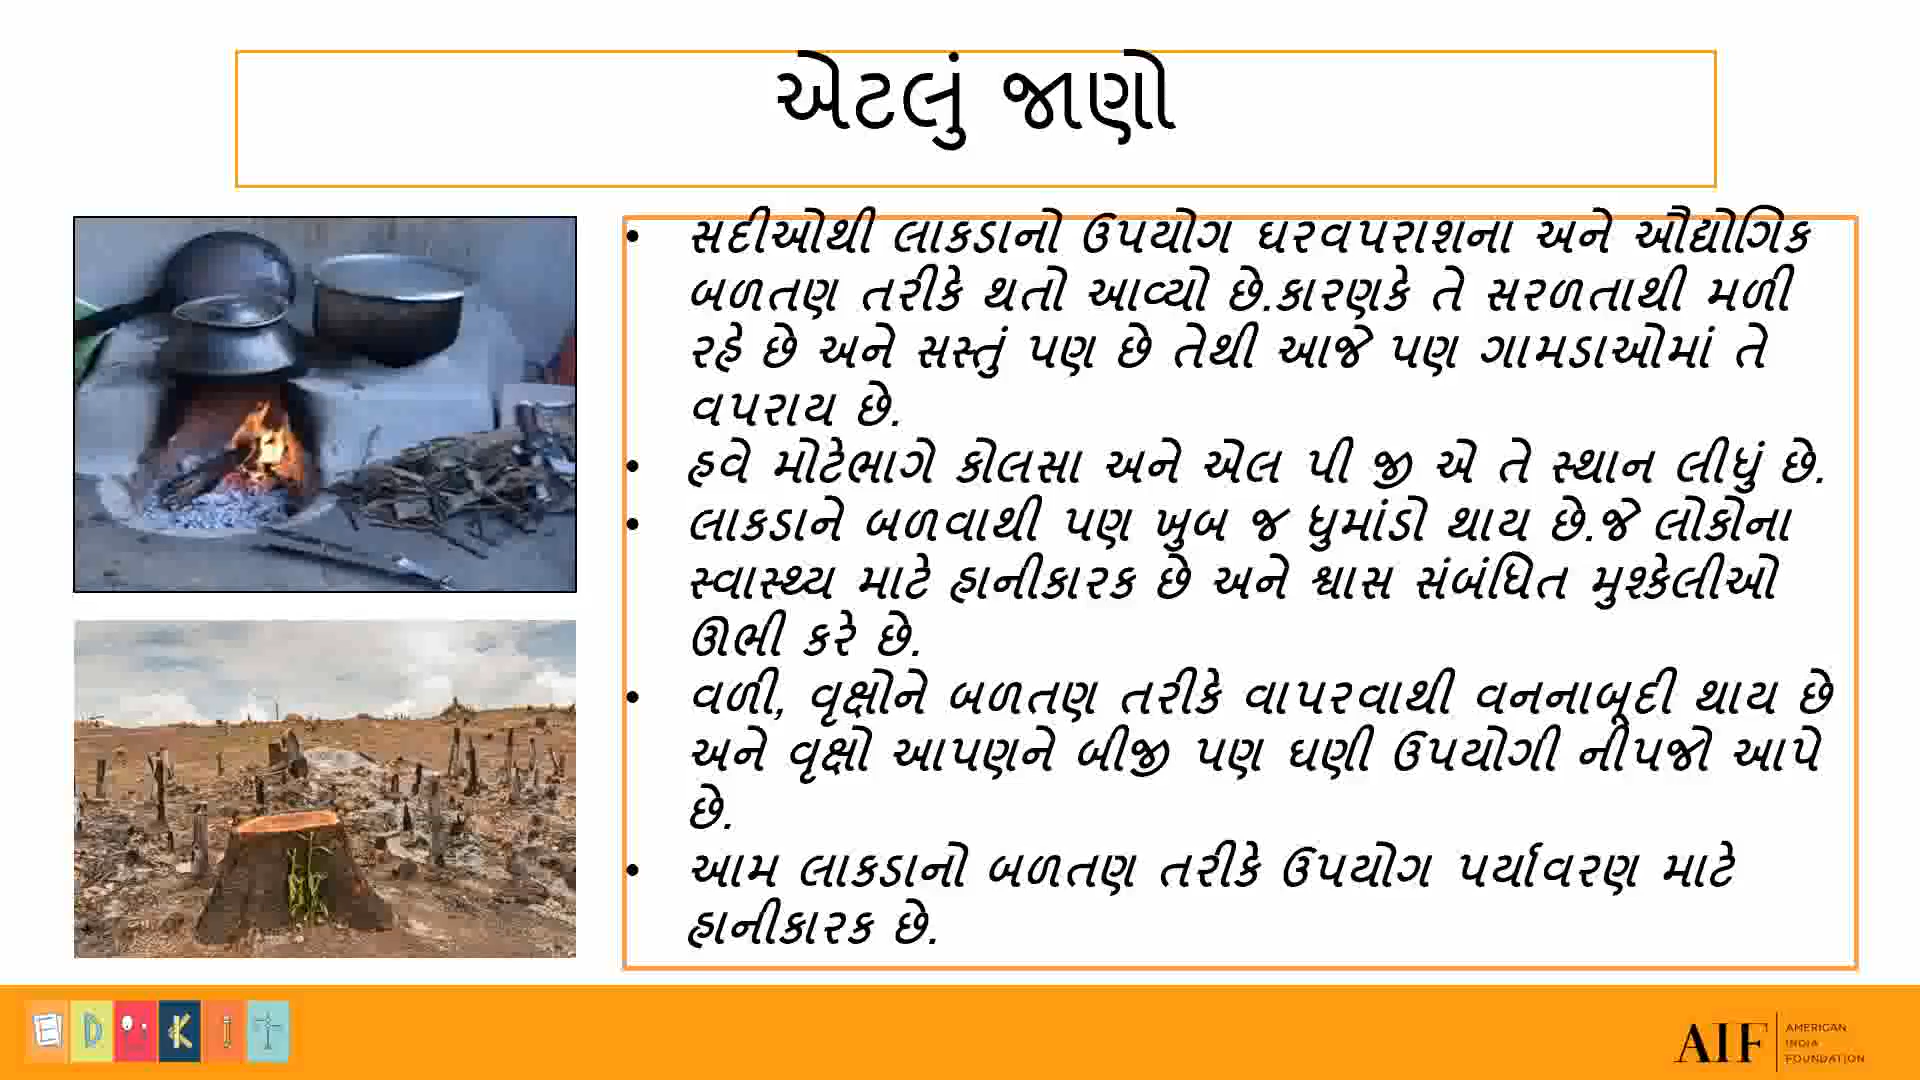 એટલું જાણો
• સદીઓથી લાકડાનો ઉપયોગ ઘરવપરાશના અને ઔદ્યોગિક
બળતણ તરીકે થતો આવ્યો છે.કારણકે તે સરળતાથી મળી
રહે છે અને સસ્તું પણ છે તેથી આજે પણ ગામડાઓમાં તે
વપરાય છે.
• હવે મોટેભાગે કોલસા અને એલ પી જી એ તે સ્થાન લીધું છે.
• લાકડાને બળવાથી પણ ખુબ જ ધુમાંડો થાય છે.જે લોકોના
સ્વાસ્થ્ય માટે હાનીકારક છે અને શ્વાસ સંબંધિત મુશ્કેલીઓ
ઊભી કરે છે.
• વળી, વૃક્ષોને બળતણ તરીકે વાપરવાથી વનનાબૂદી થાય છે
અને વૃક્ષો આપણને બીજી પણ ઘણી ઉપયોગી નીપજો આપે
છે.
• આમ લાકડાનો બળતણ તરીકે ઉપયોગ પર્યાવરણ માટે
હાનીકારક છે.
E D i K I T
AIF AMERICAN
INDIA
FOUNDATION